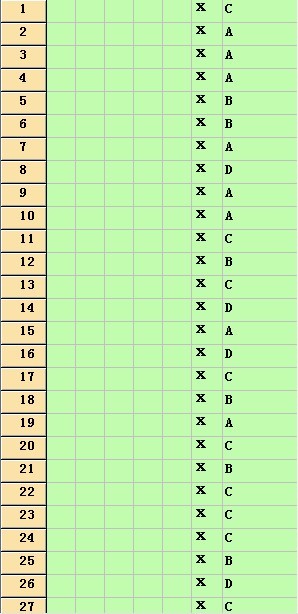 1 X C
2 X A
3 X A
4 X A
5 X B
6 X B
7 X A
8 X D
9 X A
10 X A
11 X C
12 X B
13 X C
14 X D
15 X A
16 X D
17 X C
18 X B
19 X A
20 X C
21 X B
22 X C
23 X C
24 X C
25 X B
26 X D
27 X C